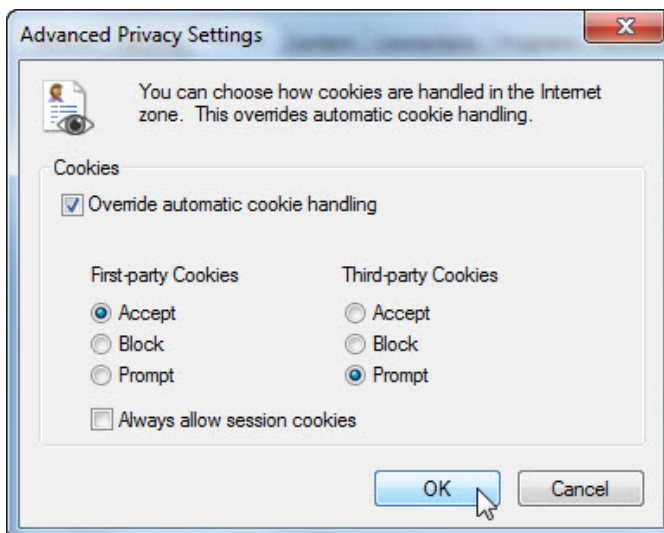 Advanced Privacy Settings
You can choose how cookies are handled in the Internet
zone. This overrides automatic cookie handling.
Cookies
Override automatic cookie handling
First-party Cookies
Third-party Cookies
Accept
Accept
Block
Block
Prompt
Prompt
Always allow session cookies
OK
Cancel